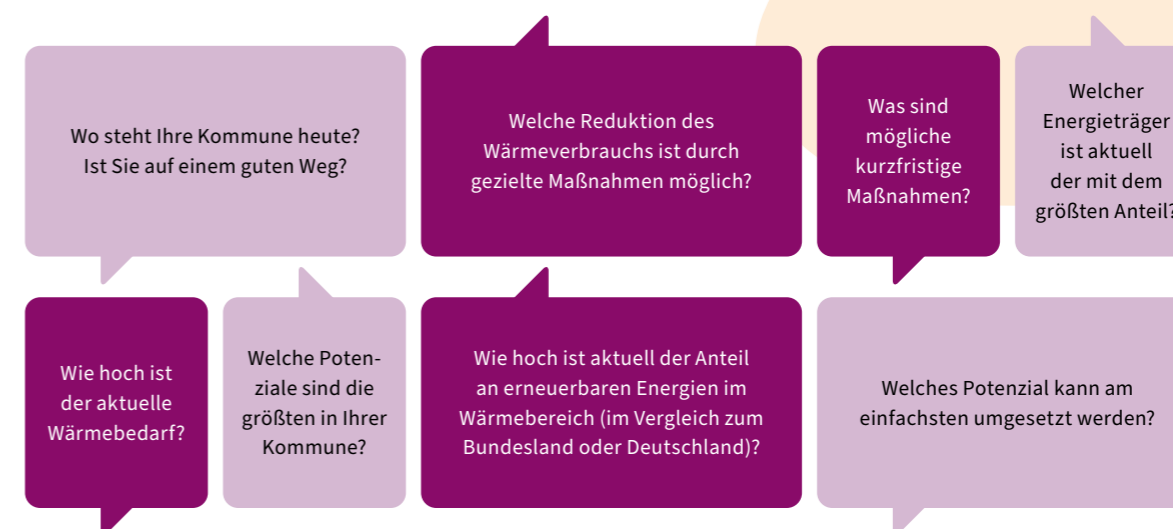 Wo steht Ihre Kommune heute?
Ist Sie auf einem guten Weg?
Welche Reduktion des
Wärmeverbrauchs ist durch
gezielte Maßnahmen möglich?
Was sind
mögliche
kurzfristige
Maßnahmen?
Welcher
Energieträger
ist aktuell
der mit dem
größten Anteil?
Wie hoch ist
der aktuelle
Wärmebedarf?
Welche Poten-
ziale sind die
größten in Ihrer
Kommune?
Wie hoch ist aktuell der Anteil
an erneuerbaren Energien im
Wärmebereich (im Vergleich zum
Bundesland oder Deutschland)?
Welches Potenzial kann am
einfachsten umgesetzt werden?